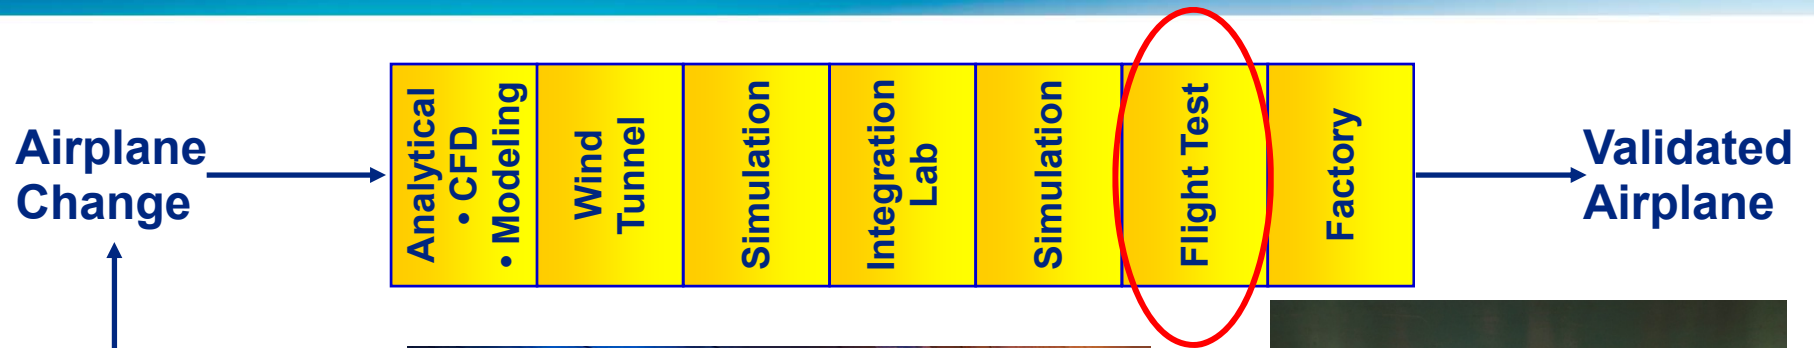 Airplane
Change
Analytical
• CFD
• Modeling
Wind
Tunnel
Simulation
Integration
Lab
Simulation
Flight Test
Factory
Validated
Airplane